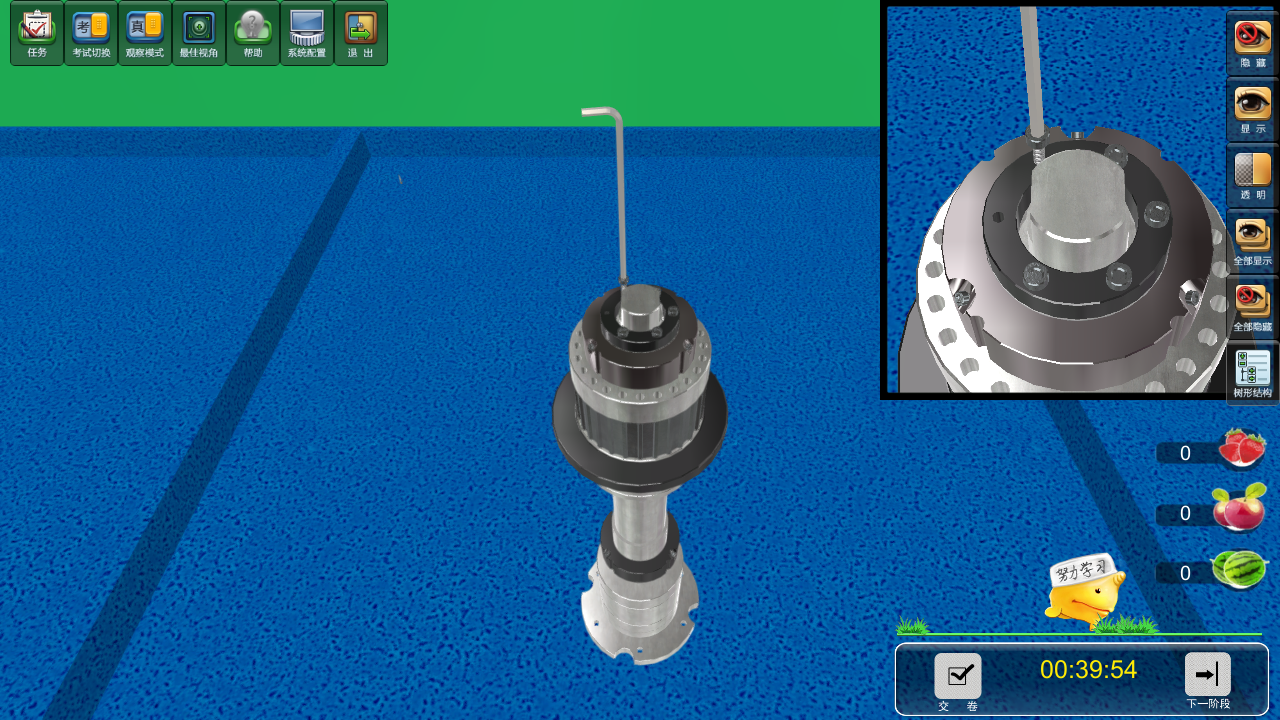 任务
考试切换
观察模式
最佳视角
帮助
系统配置
退 出
考
真
?
隐 藏
显 示
透 明
全部显示
全部隐藏
树形结构
0
0
0
努力学习
00:39:54
交 卷
下一阶段